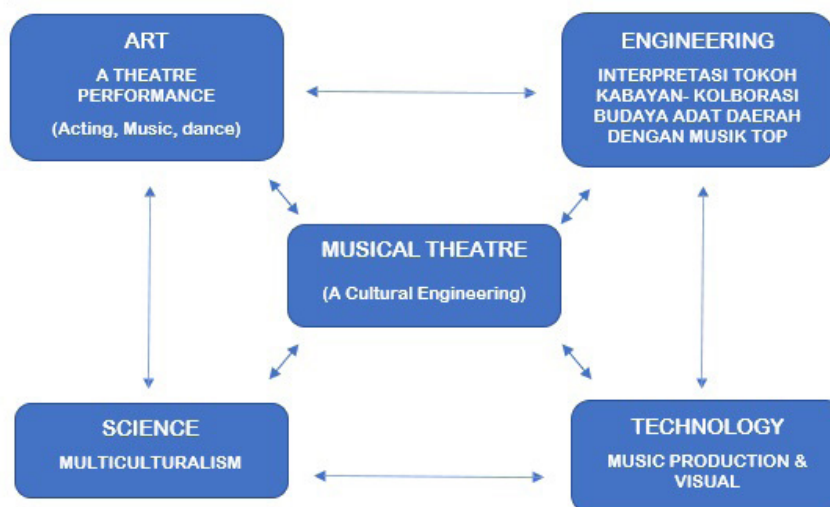 ART
A THEATRE
PERFORMANCE
(Acting, Music, dance)
ENGINEERING
INTERPRETASI TOKOH
KABAYAN- KOLBORASI
BUDAYA ADAT DAERAH
DENGAN MUSIK TOP
MUSICAL THEATRE
(A Cultural Engineering)
SCIENCE
MULTICULTURALISM
TECHNOLOGY
MUSIC PRODUCTION &
VISUAL